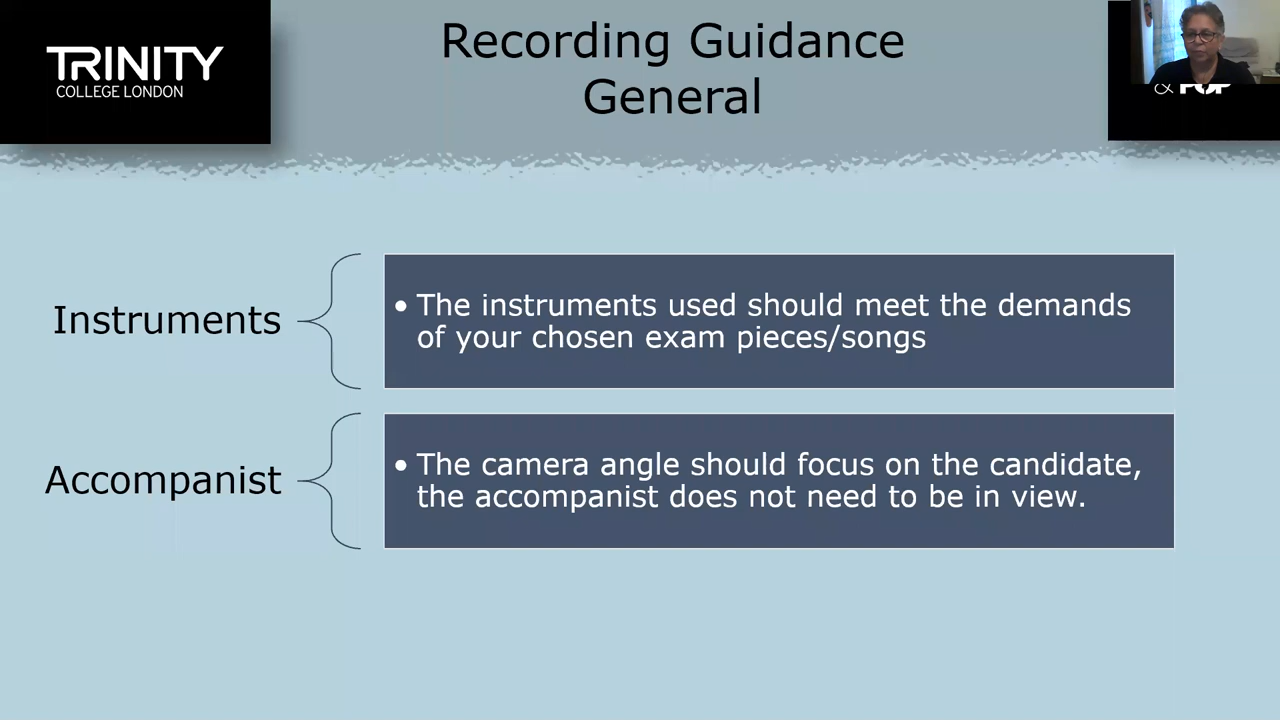 TRINITY
COLLEGE LONDON
Recording Guidance
General
& POP
Instruments
• The instruments used should meet the demands
of your chosen exam pieces/songs
Accompanist
• The camera angle should focus on the candidate,
the accompanist does not need to be in view.